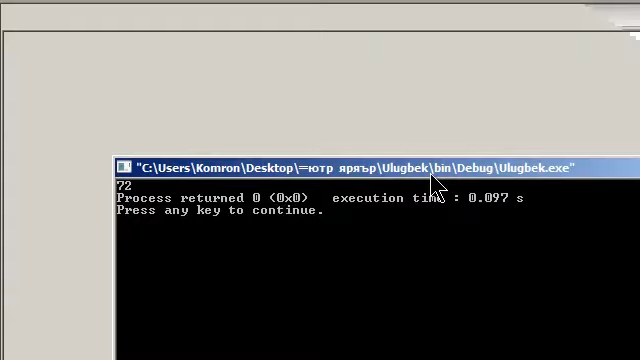 "C:\Users\Komron\Desktop\═ютр яряър\Ulugbek\bin\Debug\Ulugbek.exe"
72
Process returned 0 (0x0) execution time : 0.097 s
Press any key to continue.